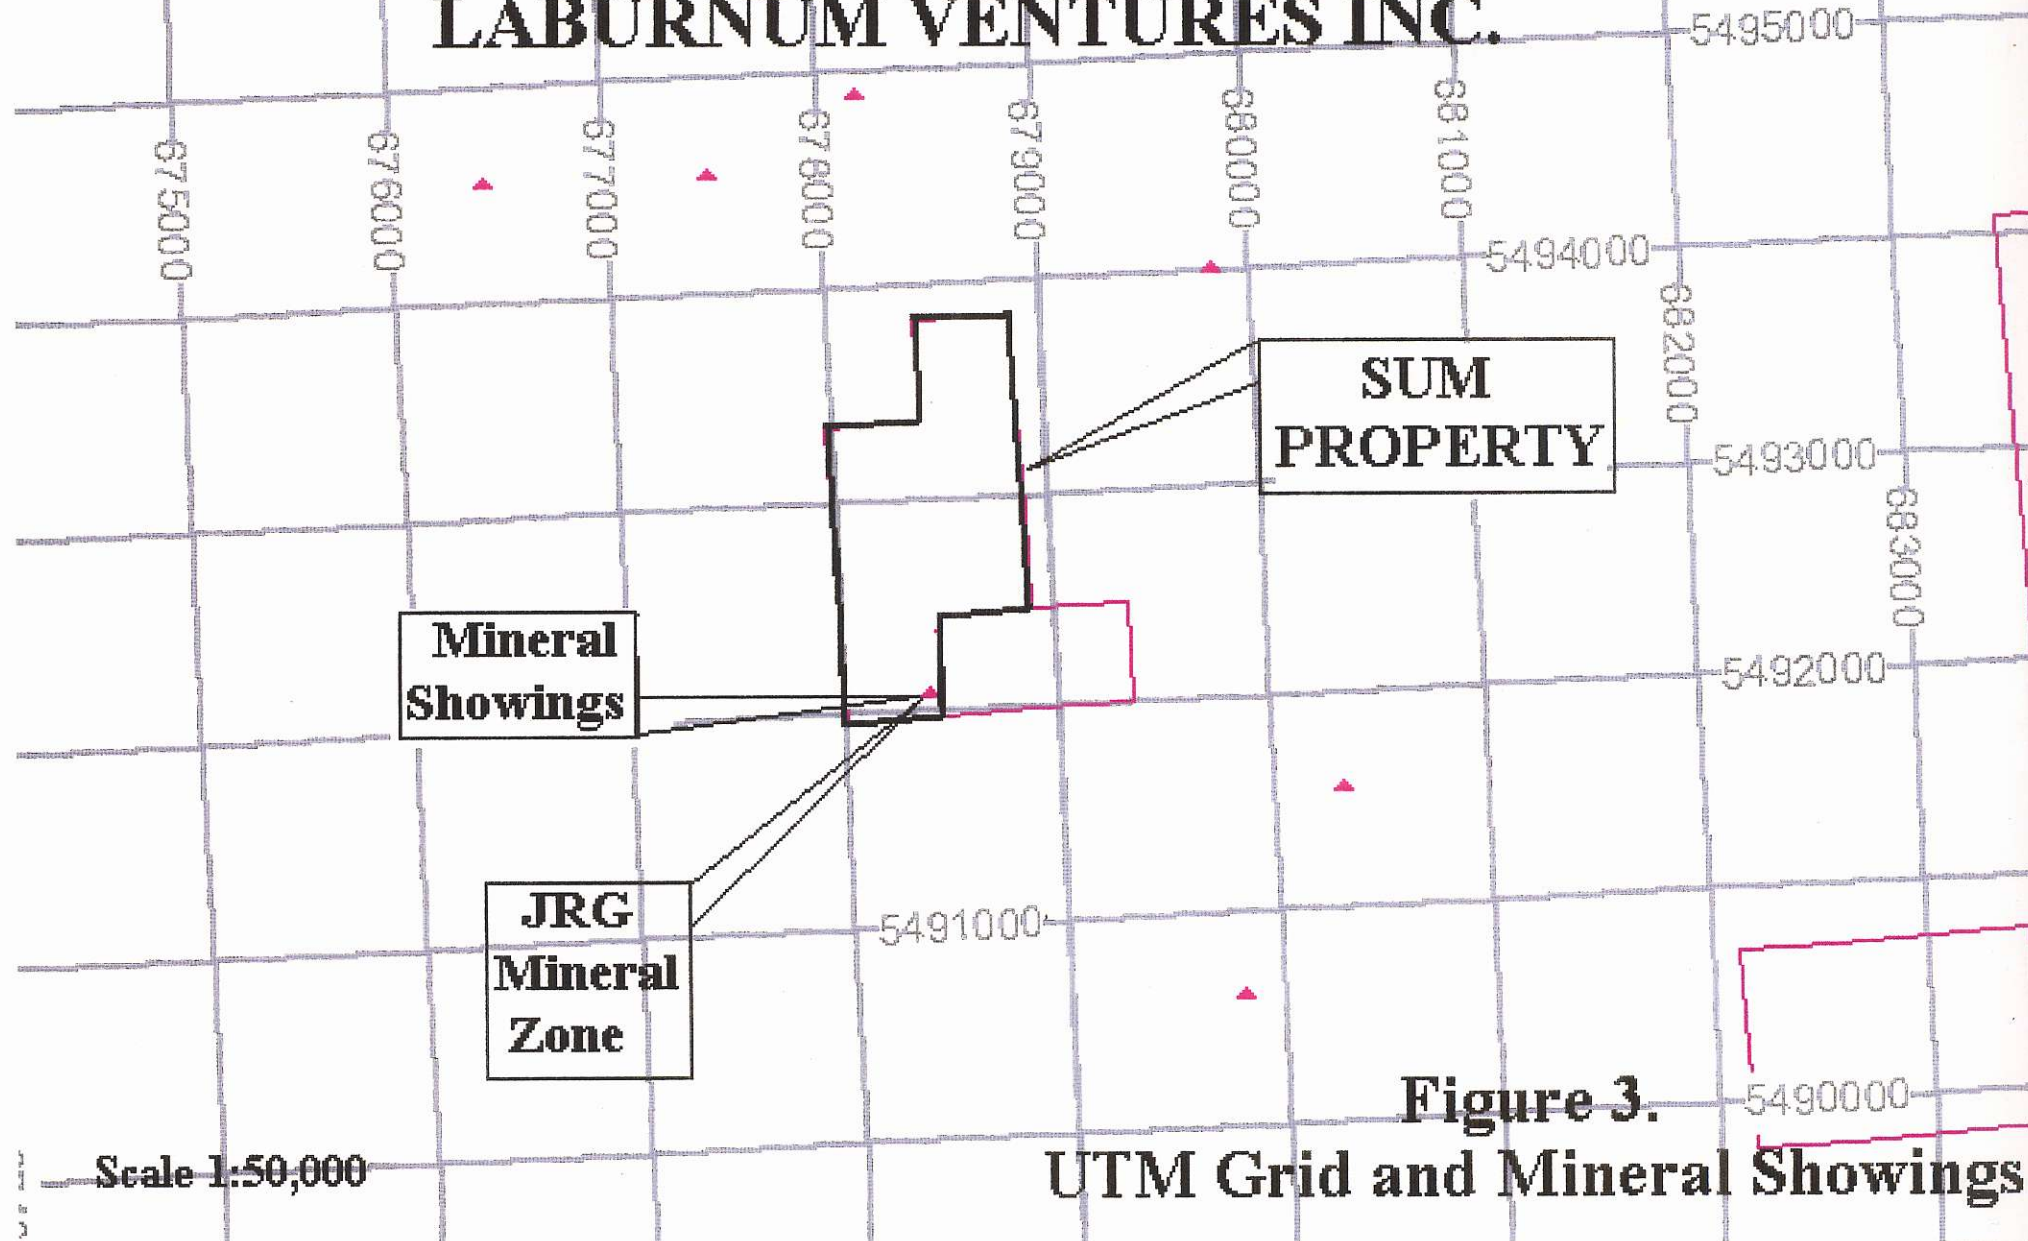 LABURNUM VENTURES INC.
5495000
675000
676000
677000
678000
679000
680000
681000
5494000
682000
SUM
PROPERTY
5493000
683000
Mineral
Showings
5492000
JRG
Mineral
Zone
5491000
Figure 3.
5490000
Scale 1:50,000
UTM Grid and Mineral Showings